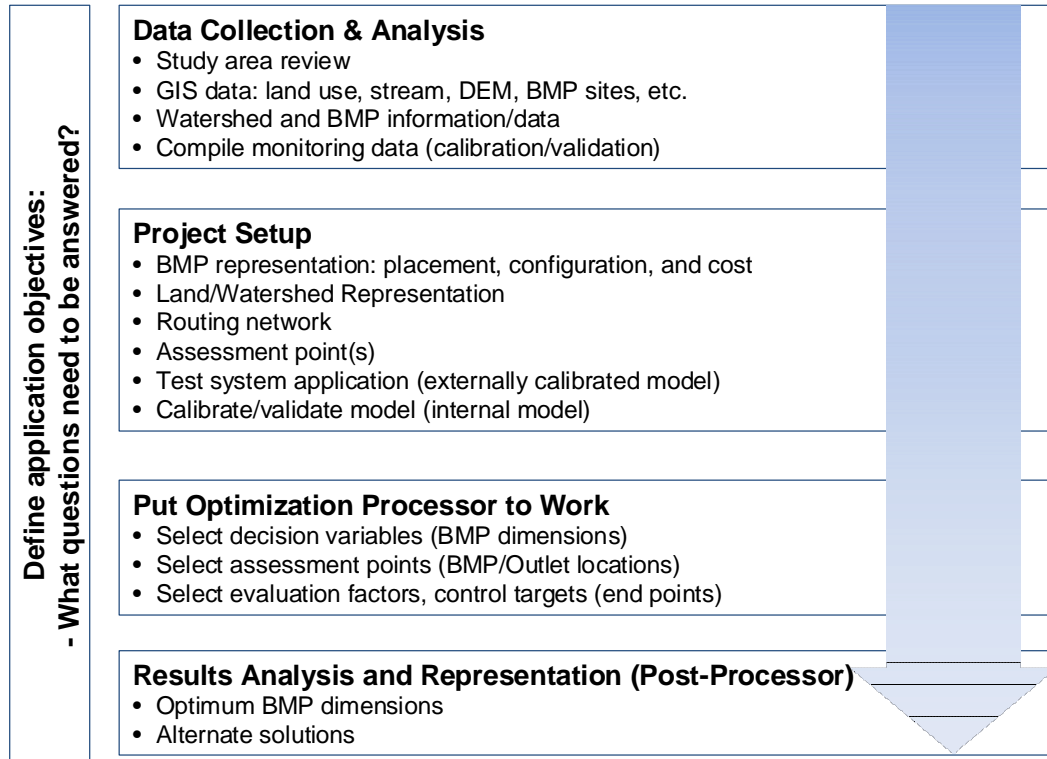 Define application objectives:
- What questions need to be answered?
Data Collection & Analysis
• Study area review
• GIS data: land use, stream, DEM, BMP sites, etc.
• Watershed and BMP information/data
• Compile monitoring data (calibration/validation)
Project Setup
• BMP representation: placement, configuration, and cost
• Land/Watershed Representation
• Routing network
• Assessment point(s)
• Test system application (externally calibrated model)
• Calibrate/validate model (internal model)
Put Optimization Processor to Work
• Select decision variables (BMP dimensions)
• Select assessment points (BMP/Outlet locations)
• Select evaluation factors, control targets (end points)
Results Analysis and Representation (Post-Processor)
• Optimum BMP dimensions
• Alternate solutions